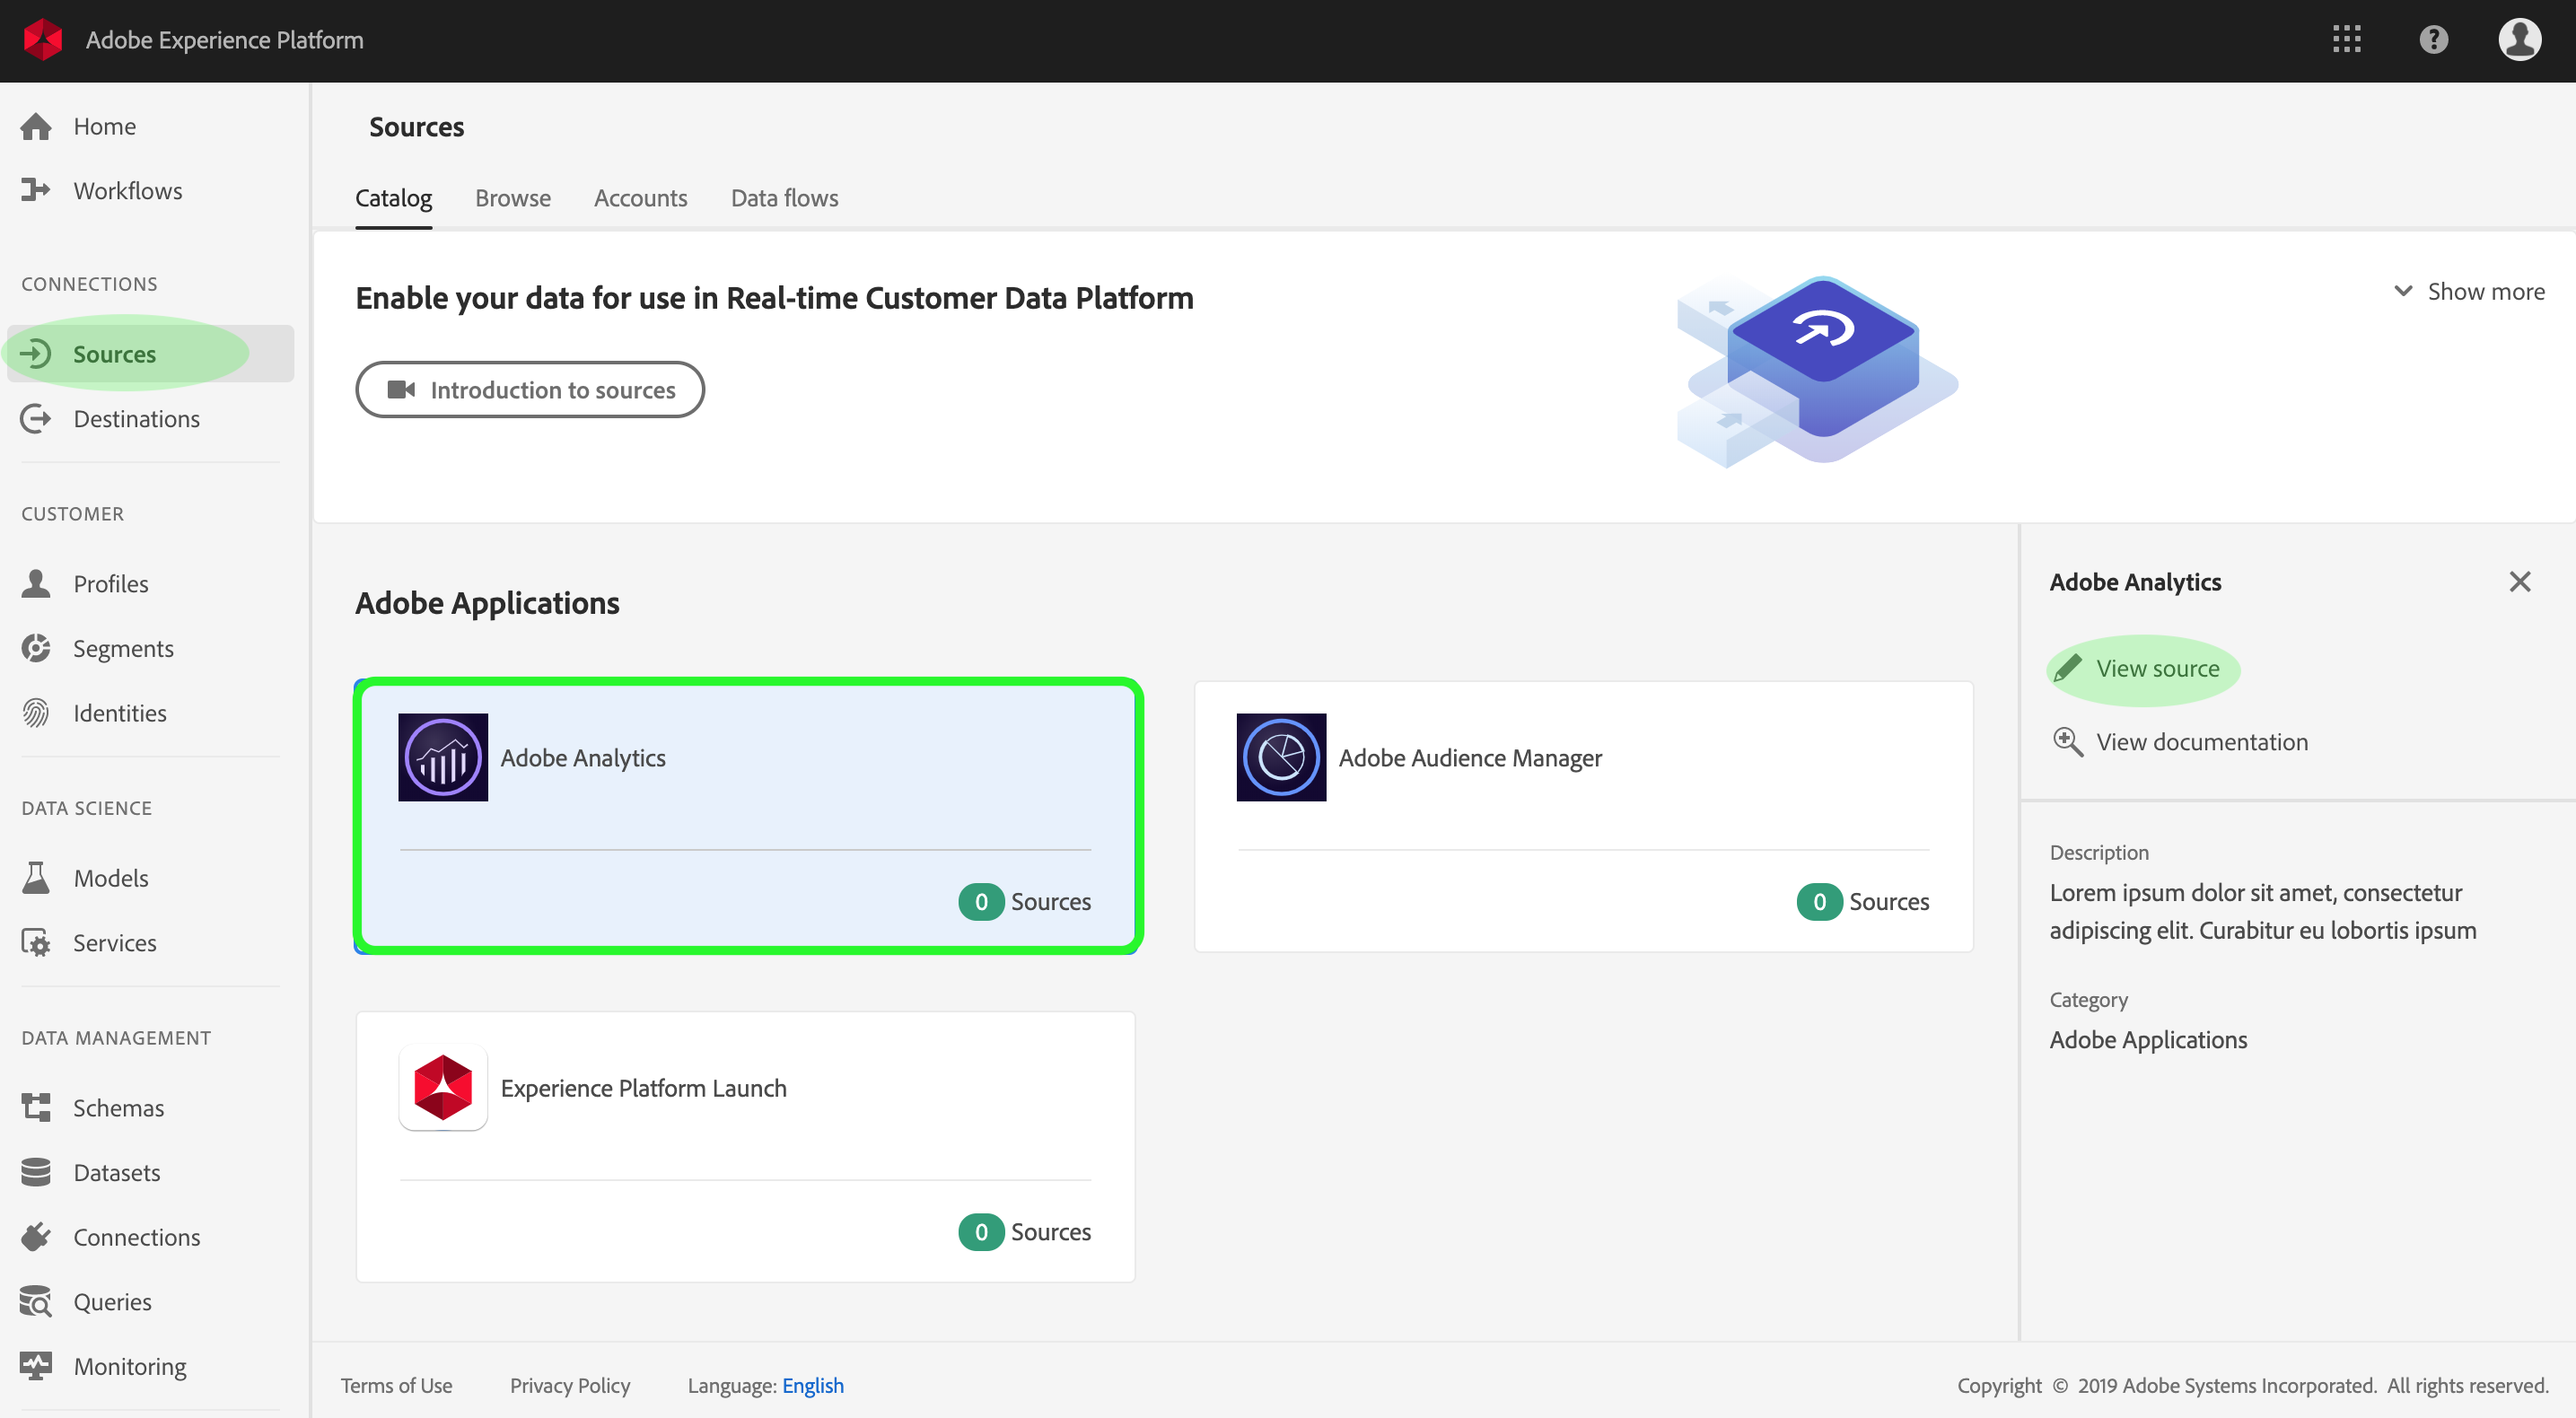 Adobe Experience Platform
Home
Workflows
CONNECTIONS
Sources
Destinations
CUSTOMER
Profiles
Segments
Identities
DATA SCIENCE
Models
Services
DATA MANAGEMENT
Schemas
Datasets
Connections
Queries
Monitoring
Sources
Catalog Browse Accounts Data flows
Enable your data for use in Real-time Customer Data Platform
Show more
Introduction to sources
Adobe Applications
Adobe Analytics
0 Sources
Adobe Audience Manager
0 Sources
Experience Platform Launch
0 Sources
Adobe Analytics
View source
View documentation
Description
Lorem ipsum dolor sit amet, consectetur
adipiscing elit. Curabitur eu lobortis ipsum
Category
Adobe Applications
Terms of Use Privacy Policy Language: English Copyright © 2019 Adobe Systems Incorporated. All rights reserved.